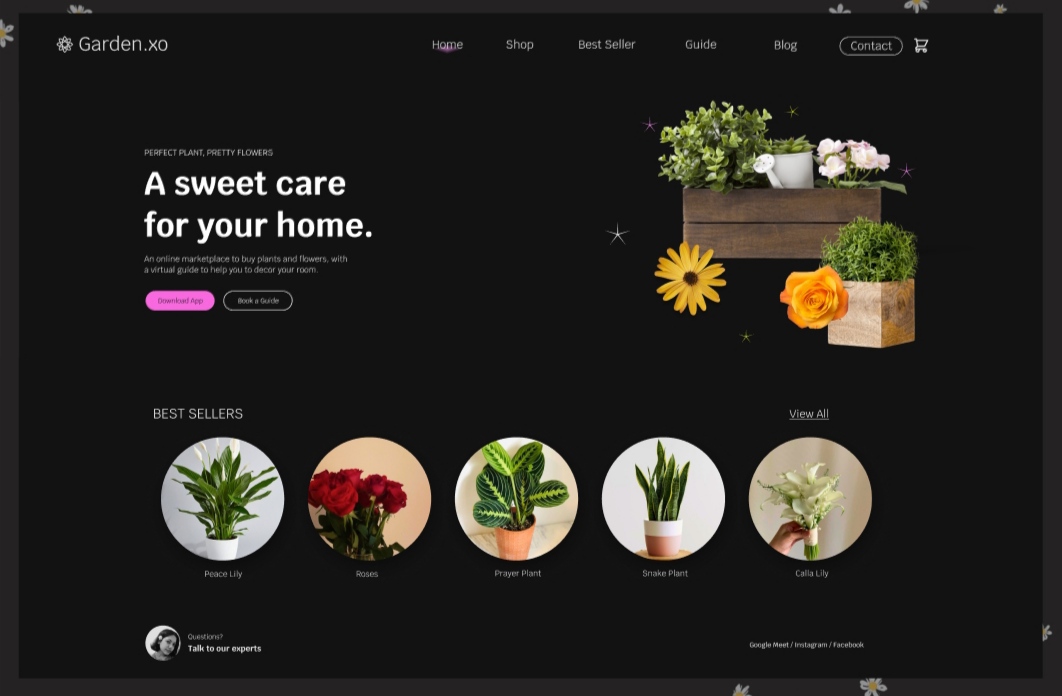 Garden.xo
Home
Shop
Best Seller
Guide
Blog
Contact
PERFECT PLANT, PRETTY FLOWERS
A sweet care
for your home.
An online marketplace to buy plants and flowers, with
a virtual guide to help you to decor your room.
Download App
Book a Guide
BEST SELLERS
View All
Peace Lily
Roses
Prayer Plant
Snake Plant
Calla Lily
Questions?
Talk to our experts
Google Meet / Instagram / Facebook